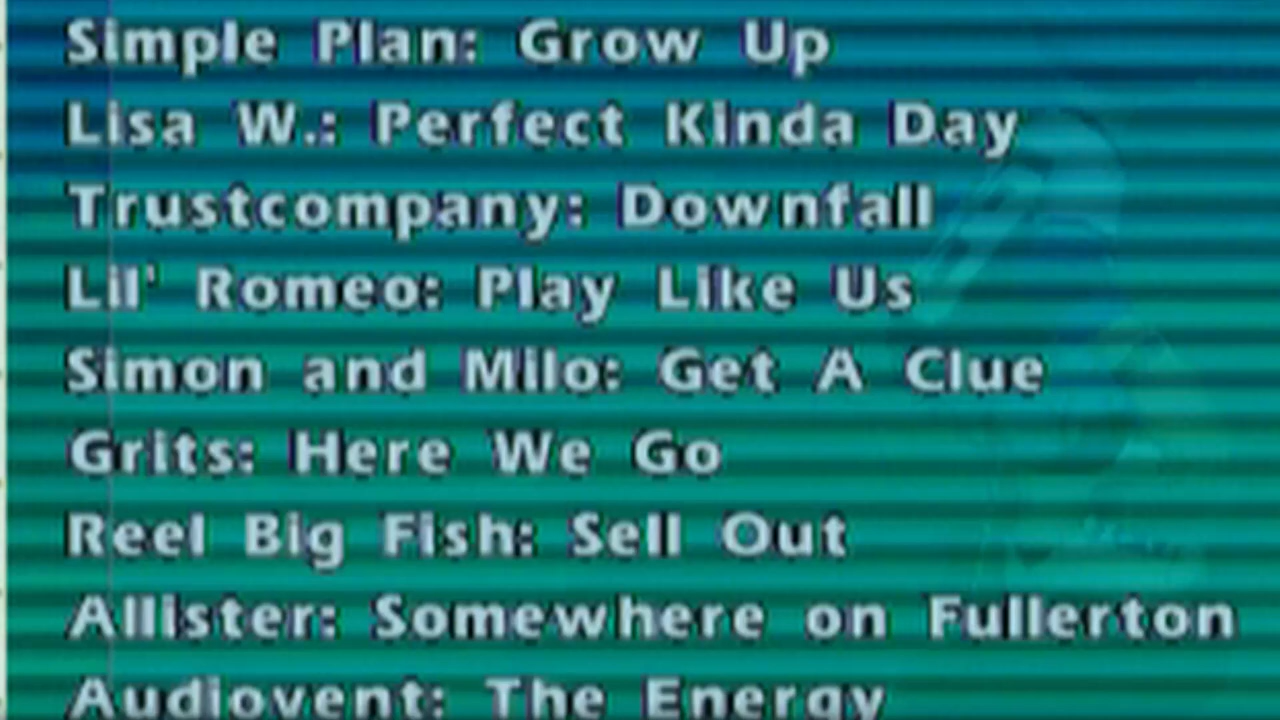 Simple Plan: Grow Up
Lisa W.: Perfect Kinda Day
Trustcompany: Downfall
Lil' Romeo: Play Like Us
Simon and Milo: Get A Clue
Grits: Here We Go
Reel Big Fish: Sell Out
Allister: Somewhere on Fullerton
Audiovent: The Energy